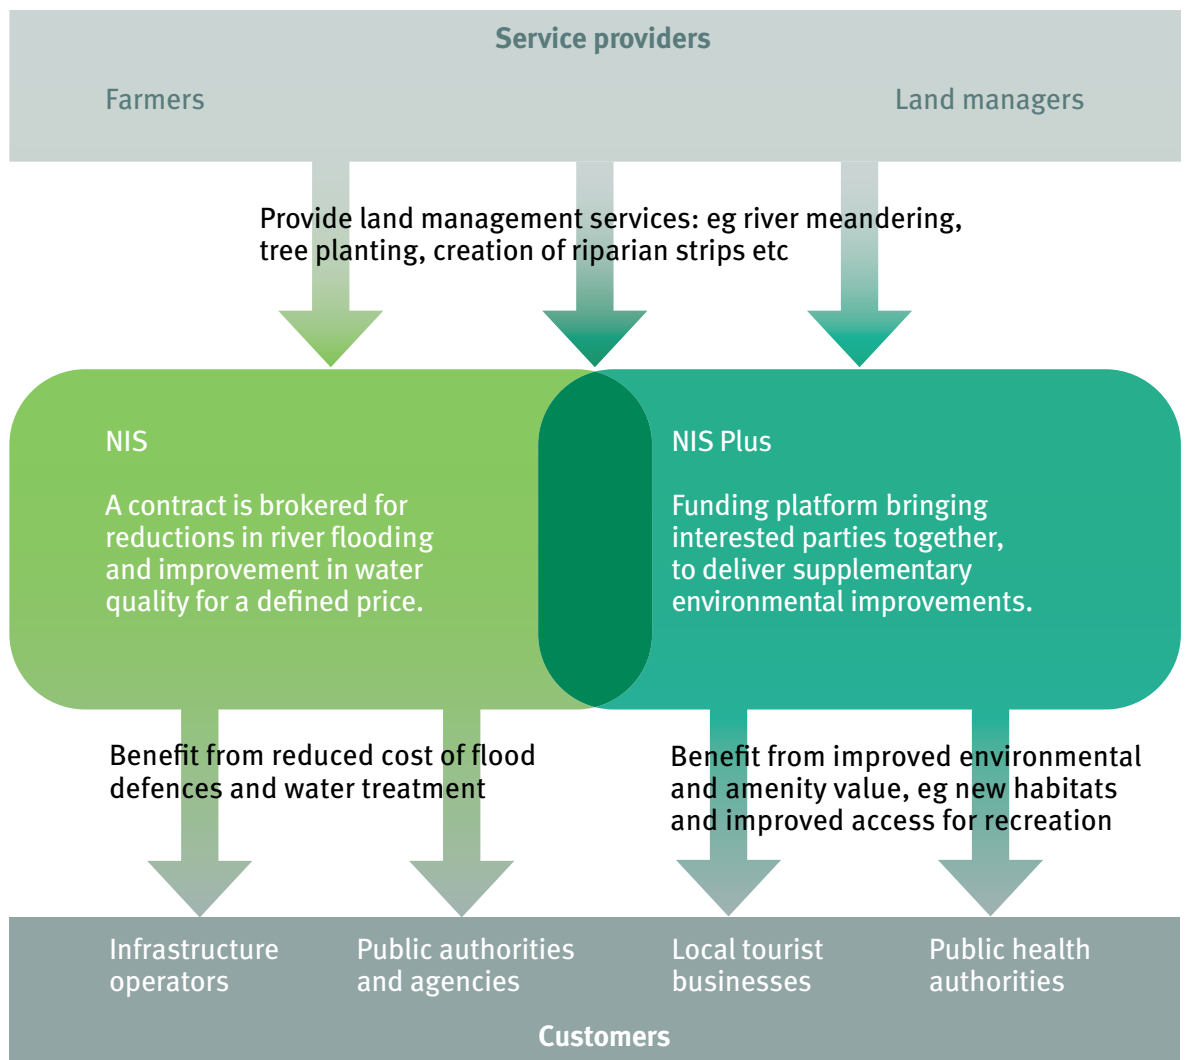 Service providers
Farmers
Land managers
Provide land management services: eg river meandering,
tree planting, creation of riparian strips etc
NIS
A contract is brokered for
reductions in river flooding
and improvement in water
quality for a defined price.
NIS Plus
Funding platform bringing
interested parties together,
to deliver supplementary
environmental improvements.
Benefit from reduced cost of flood
defences and water treatment
Benefit from improved environmental
and amenity value, eg new habitats
and improved access for recreation
Infrastructure
operators
Public authorities
and agencies
Local tourist
businesses
Public health
authorities
Customers